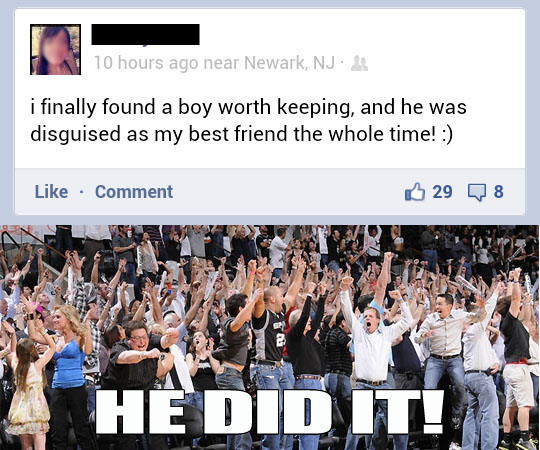 10 hours ago near Newark, NJ ·
i finally found a boy worth keeping, and he was
disguised as my best friend the whole time! :)
Like · Comment 29 8
HE DID IT!